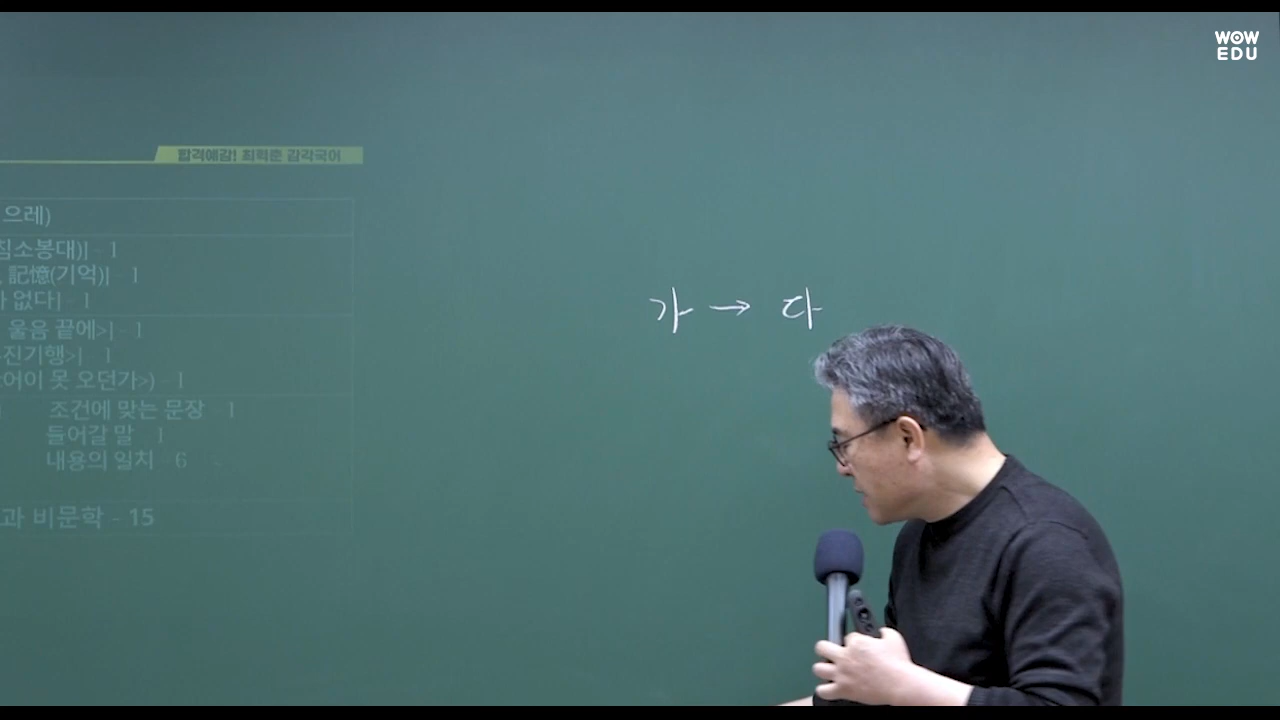 WOW
EDU
합격예감! 최학춘 감각국어
으레)
침소봉대)] - 1
記憶(기억)] - 1
없다] - 1
울음 끝에>] - 1
진기행>] - 1
어이 못 오던가>) - 1
조건에 맞는 문장 1
들어갈 말 1
내용의 일치 - 6
과 비문학 - 15
가 → 다